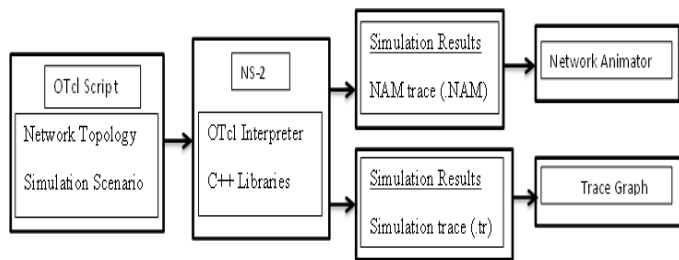 OTcl Script
Network Topology
Simulation Scenario
NS-2
OTcl Interpreter
C++ Libraries
Simulation Results
NAM trace (.NAM)
Network Animator
Simulation Results
Simulation trace (.tr)
Trace Graph